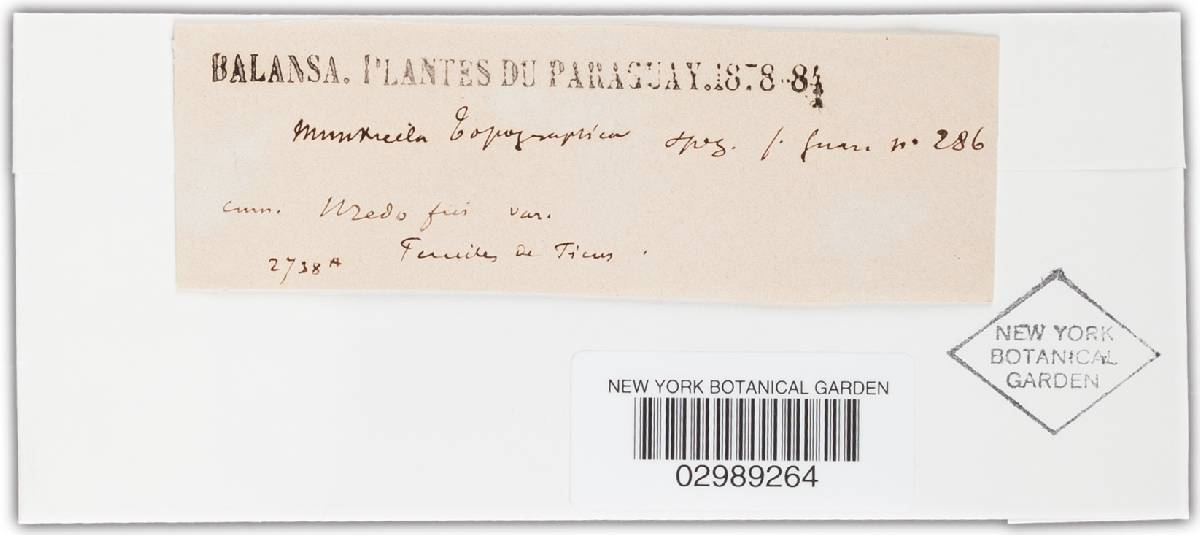 BALANSA. PLANTES DU PARAGUAY. 1878-84
Munkiella topographica Speg. f. Guar. no 286
cum. Uredo fici var.
Feuilles de Ficus.
2738A
NEW YORK
BOTANICAL
GARDEN
NEW YORK BOTANICAL GARDEN
02989264